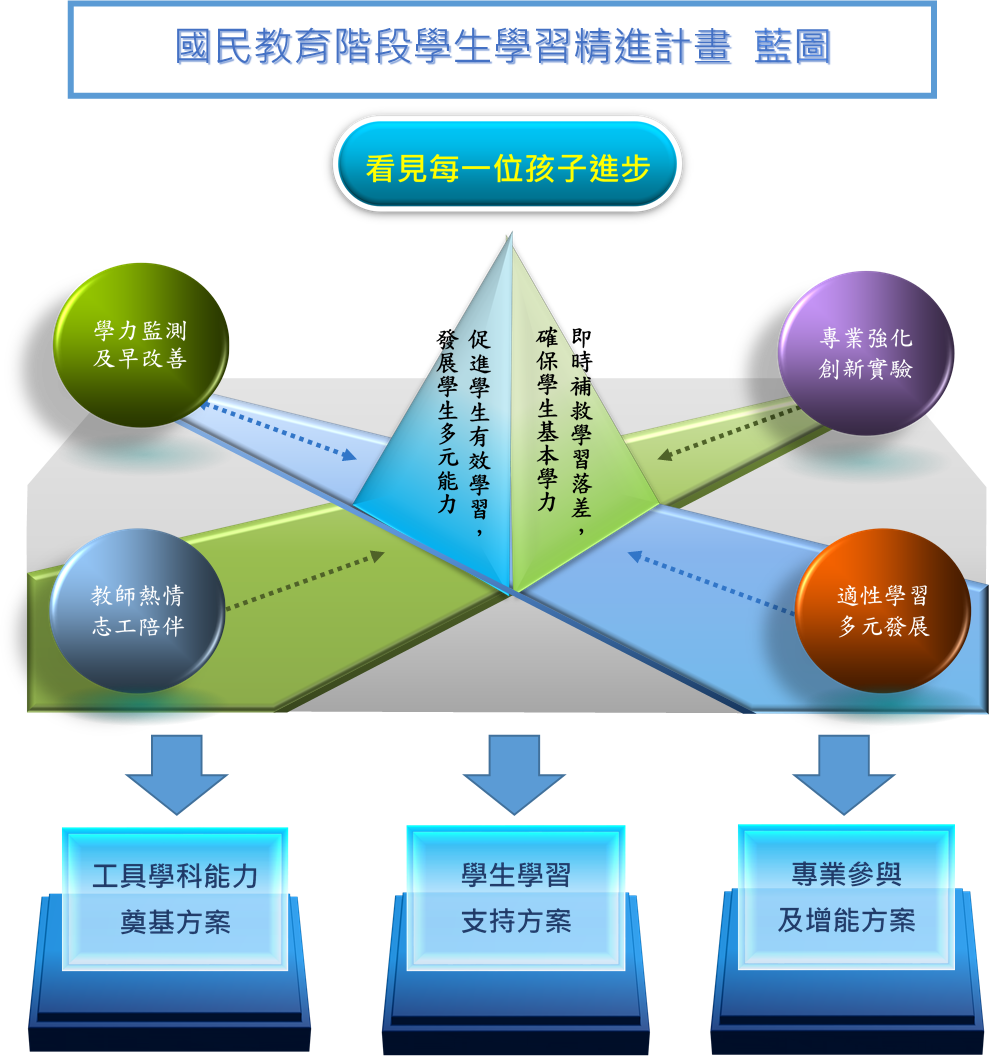 國民教育階段學生學習精進計畫 藍圖
看見每一位孩子進步
學力監測
及早改善
專業強化
創新實驗
即時補救學習落差，
確保學生基本學力
促進學生有效學習，
發展學生多元能力
教師熱情
志工陪伴
適性學習
多元發展
工具學科能力
奠基方案
學生學習
支持方案
專業參與
及增能方案